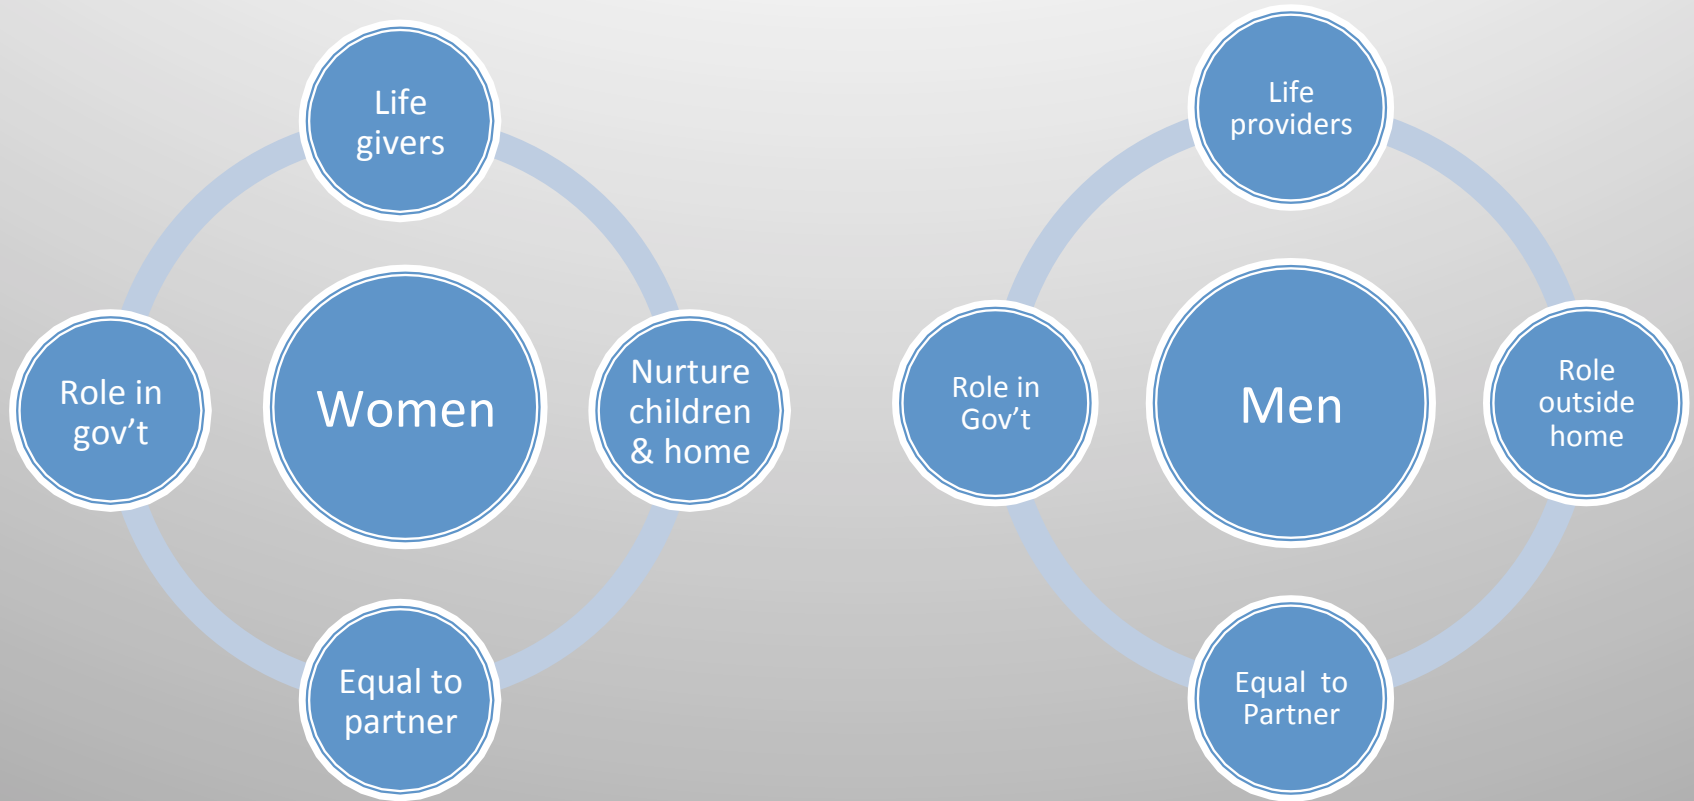 Life
givers
Role in
gov’t
Women
Nurture
children
& home
Equal to
partner
Life
providers
Role in
Gov’t
Men
Role
outside
home
Equal  to
Partner